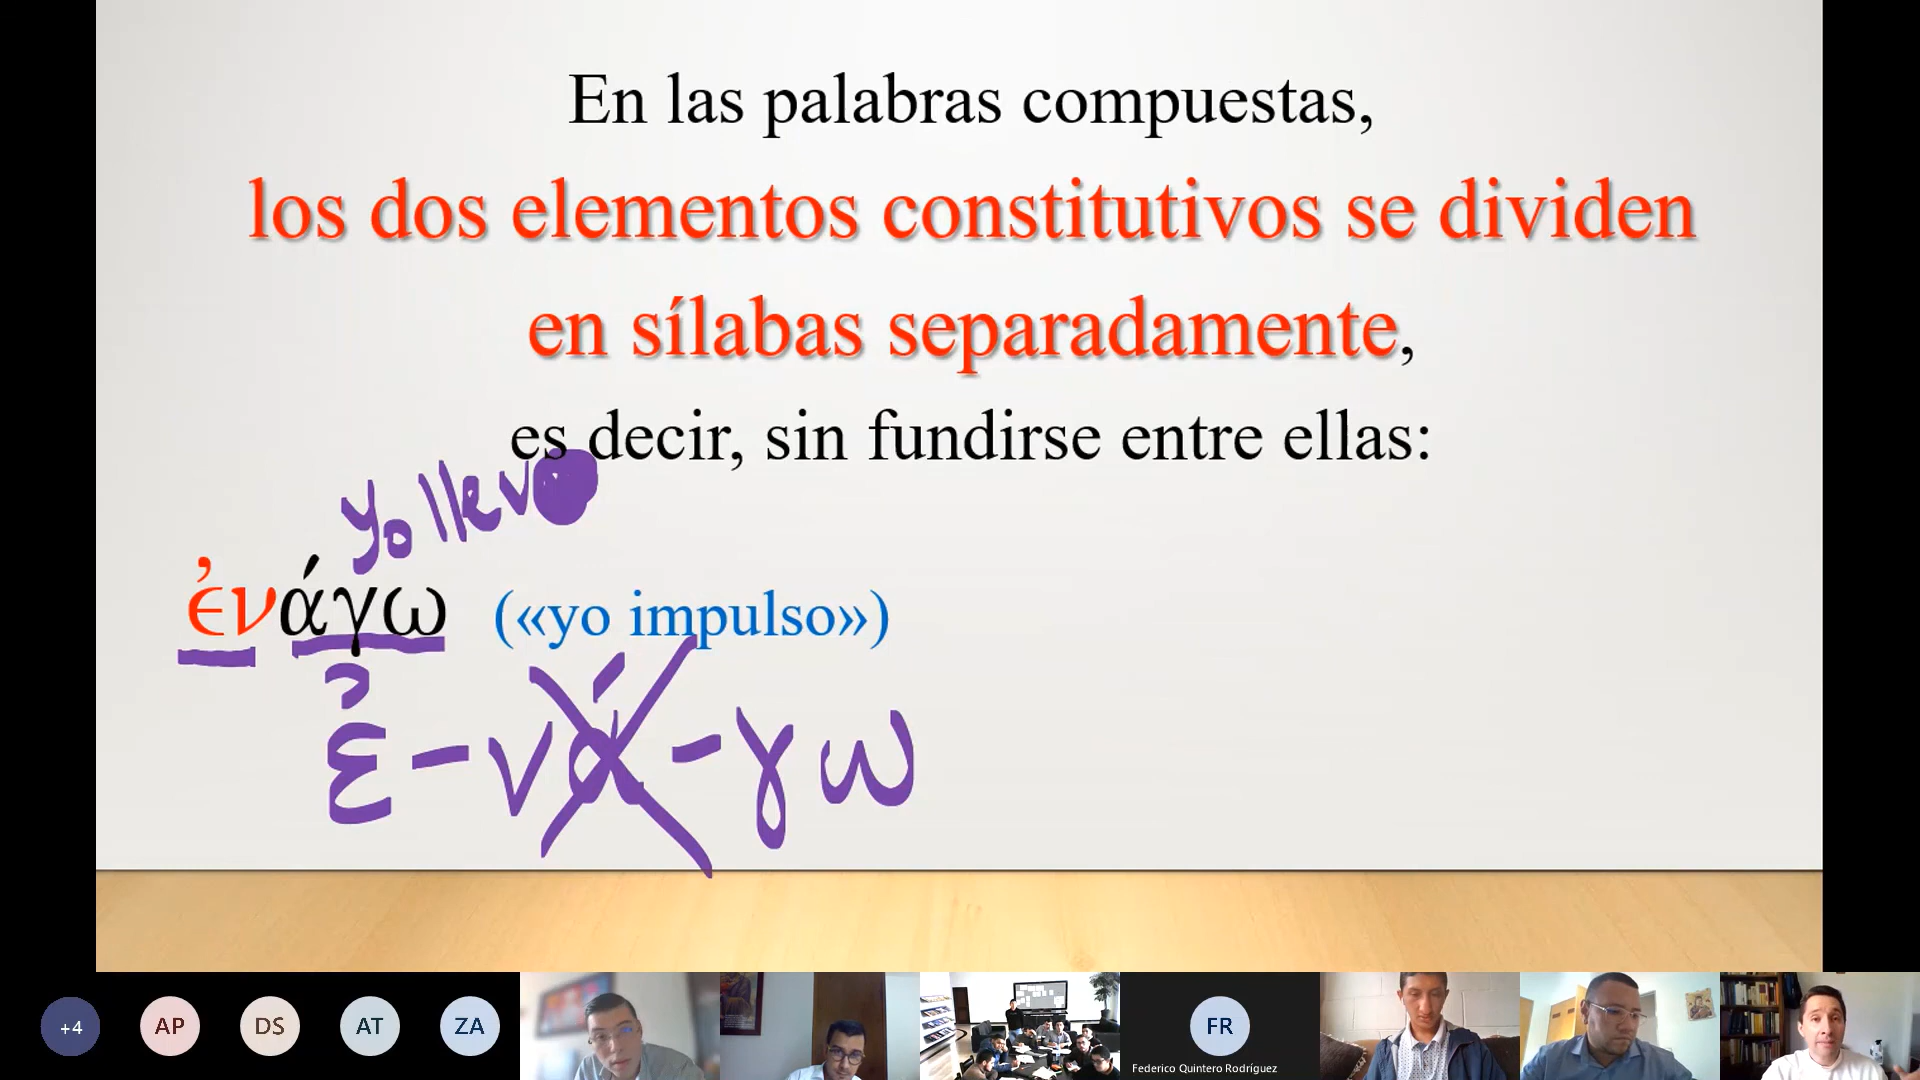 En las palabras compuestas,
los dos elementos constitutivos se dividen
en sílabas separadamente,
es decir, sin fundirse entre ellas:
yo llevo
ἐνάγω («yo impulso»)
ἐ-νά-γω
+4 AP DS AT ZA FR
Federico Quintero Rodríguez